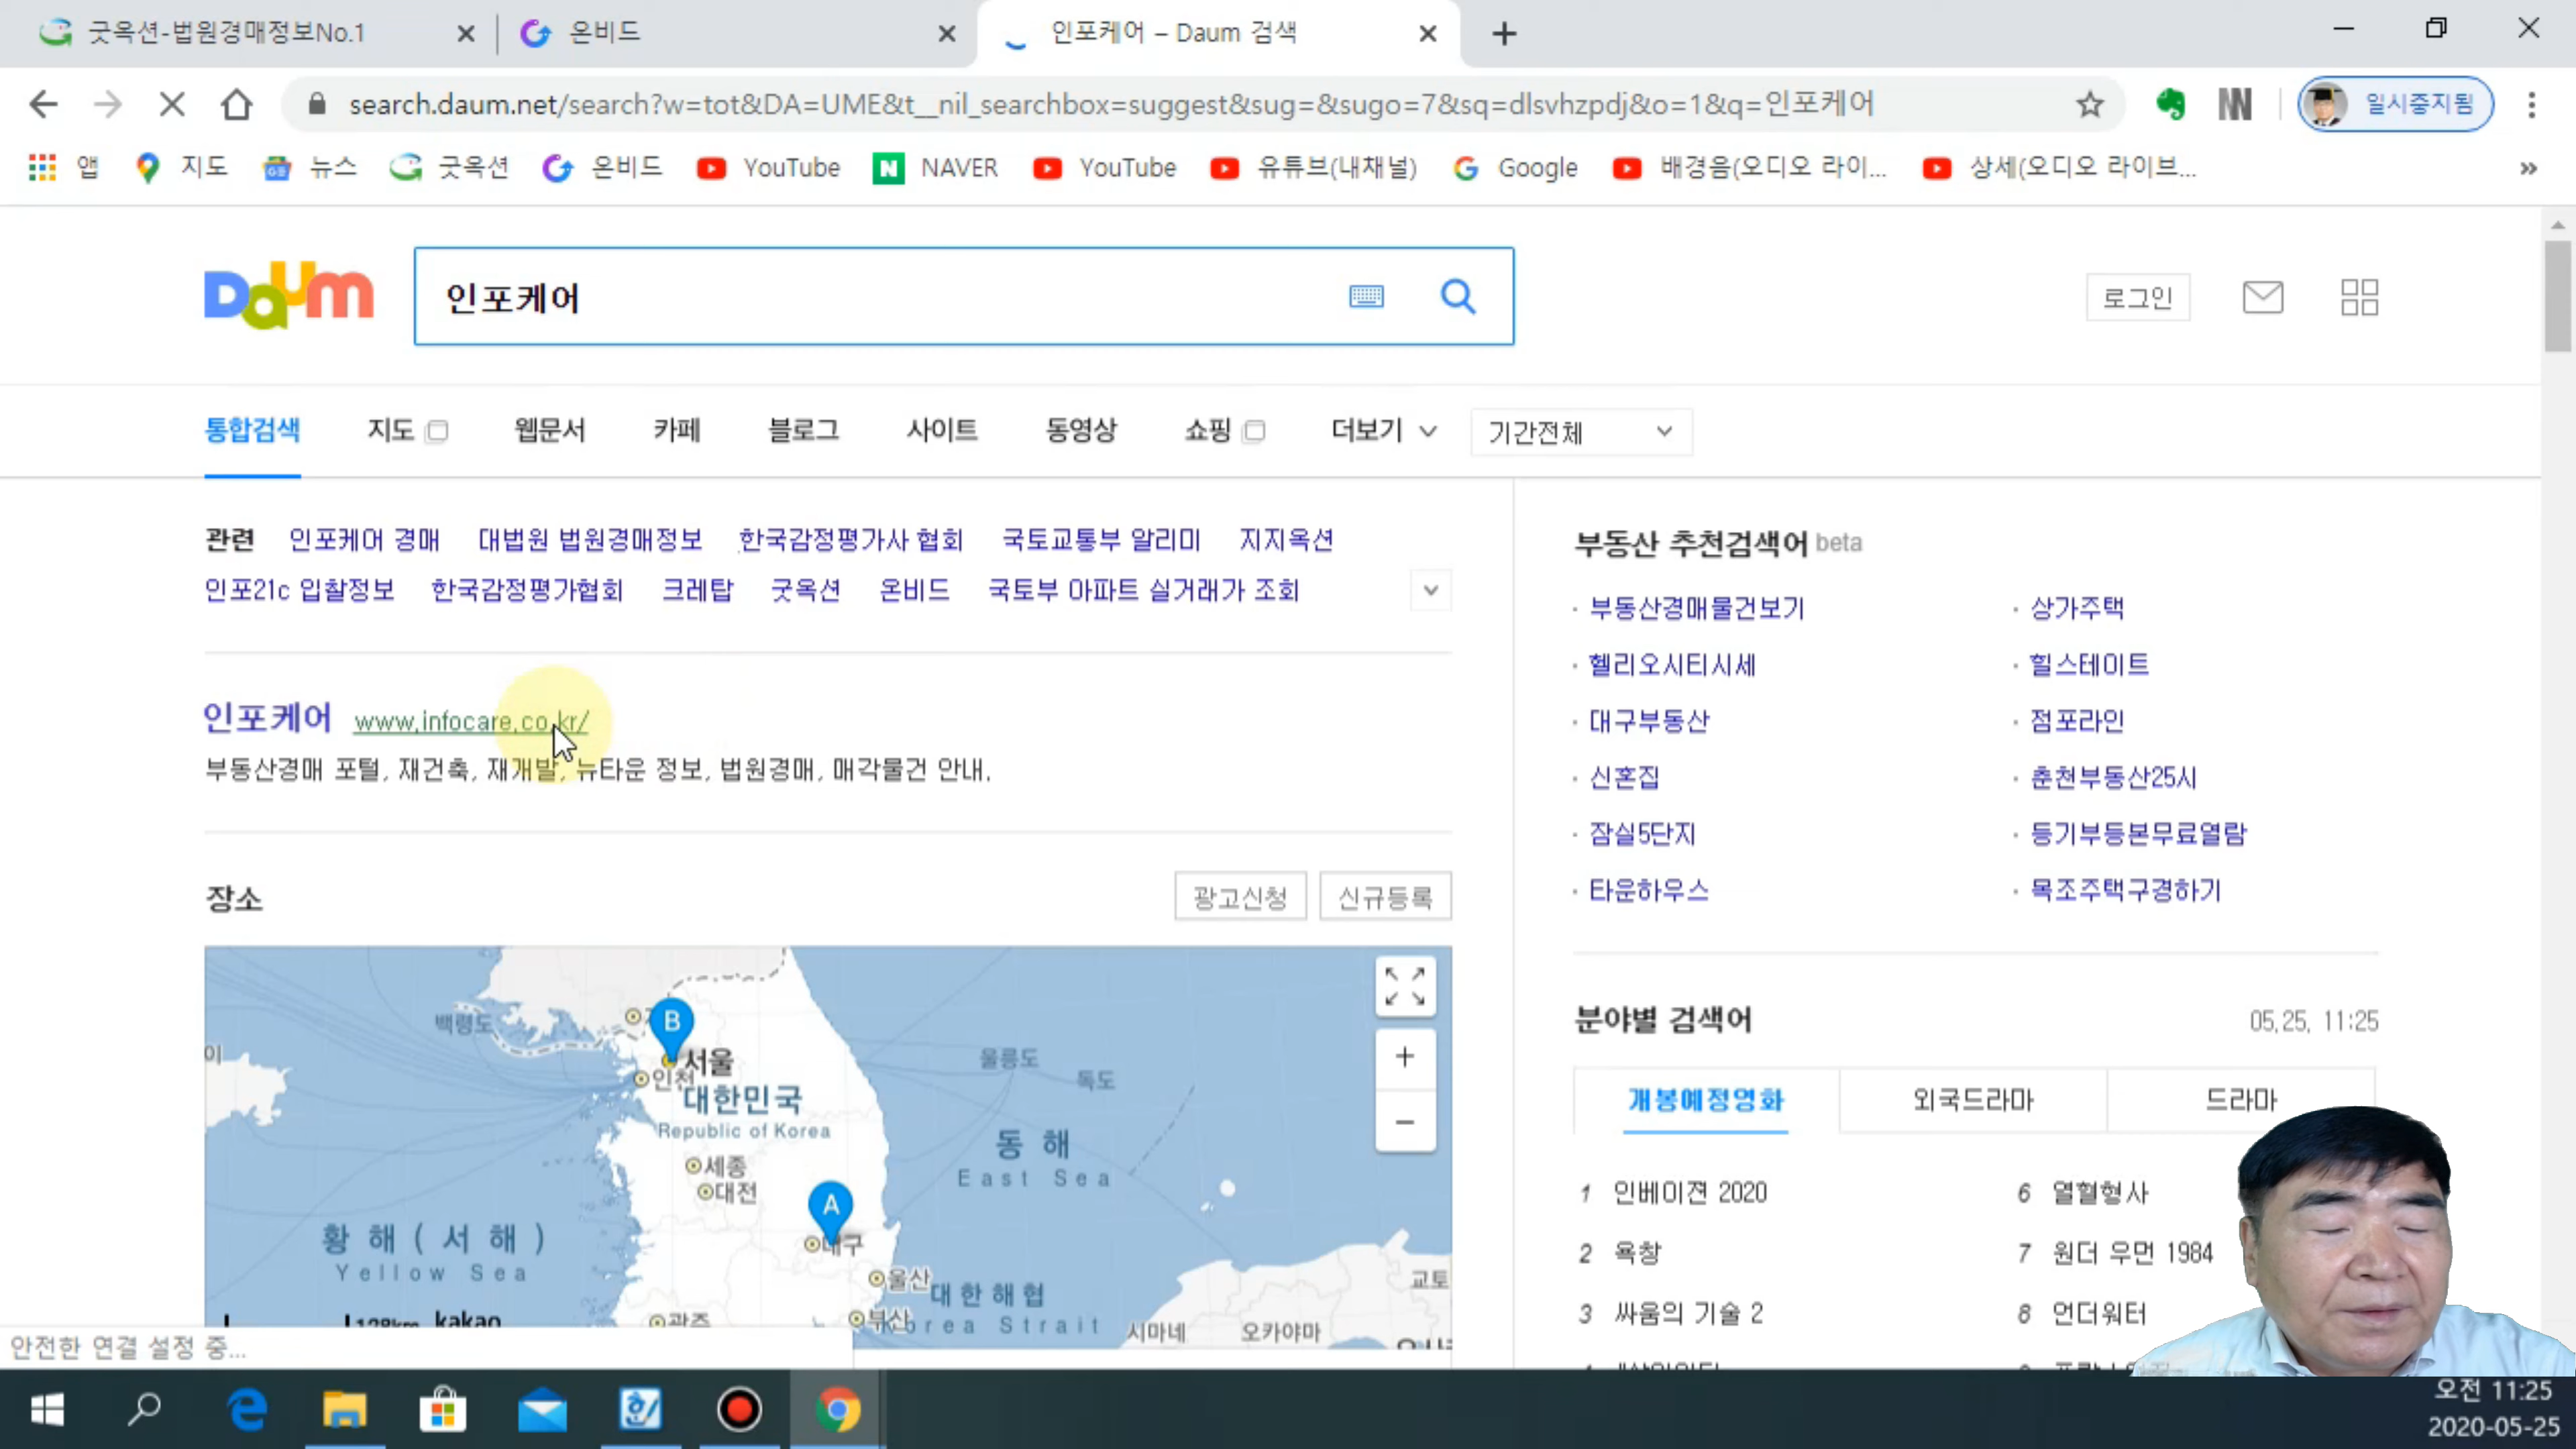 굿옥션-법원경매정보No.1
온비드
인포케어 – Daum 검색
search.daum.net/search?w=tot&DA=UME&t__nil_searchbox=suggest&sug=&sugo=7&sq=dlsvhzpdj&o=1&q=인포케어
일시중지됨
앱 지도 뉴스 굿옥션 온비드 YouTube NAVER YouTube 유튜브(내채널) Google 배경음(오디오 라이... 상세(오디오 라이브...
Daum
인포케어
로그인
통합검색 지도 웹문서 카페 블로그 사이트 동영상 쇼핑 더보기 기간전체
관련 인포케어 경매 대법원 법원경매정보 한국감정평가사 협회 국토교통부 알리미 지지옥션
인포21c 입찰정보 한국감정평가협회 크레탑 굿옥션 온비드 국토부 아파트 실거래가 조회
인포케어 www.infocare.co.kr/
부동산경매 포털, 재건축, 재개발, 뉴타운 정보, 법원경매, 매각물건 안내.
장소
광고신청 신규등록
B
백령도
서울
인천
대한민국
Republic of Korea
울릉도
독도
동 해
East Sea
세종
대전
A
대구
황 해 ( 서 해 )
Yellow Sea
울산
대 한 해 협
부산
Korea Strait
교토
시마네
오카야마
광주
128km kakao
안전한 연결 설정 중...
부동산 추천검색어 beta
· 부동산경매물건보기 · 상가주택
· 헬리오시티시세 · 힐스테이트
· 대구부동산 · 점포라인
· 신혼집 · 춘천부동산25시
· 잠실5단지 · 등기부등본무료열람
· 타운하우스 · 목조주택구경하기
분야별 검색어 05.25. 11:25
개봉예정영화 외국드라마 드라마
1 인베이젼 2020 6 열혈형사
2 욕창 7 원더 우먼 1984
3 싸움의 기술 2 8 언더워터
오전 11:25
2020-05-25